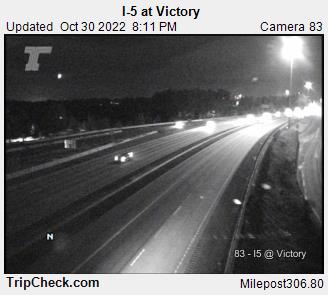 I-5 at Victory
Updated Oct 30 2022 8:11 PM Camera 83
T
N
83 - I5 @ Victory
TripCheck.com Milepost306.80